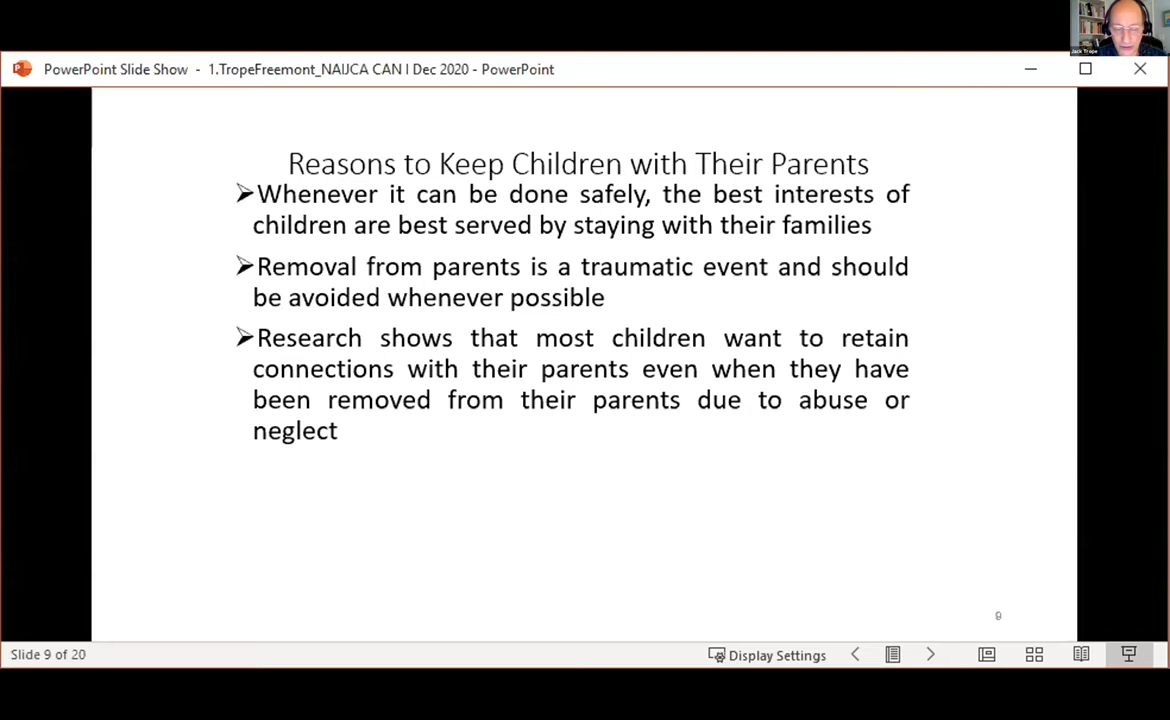 Jack Trope
PowerPoint Slide Show - 1.TropeFreemont_NAIJCA CAN I Dec 2020 - PowerPoint
Reasons to Keep Children with Their Parents
➢Whenever it can be done safely, the best interests of
children are best served by staying with their families
➢Removal from parents is a traumatic event and should
be avoided whenever possible
➢Research shows that most children want to retain
connections with their parents even when they have
been removed from their parents due to abuse or
neglect
9
Slide 9 of 20
Display Settings